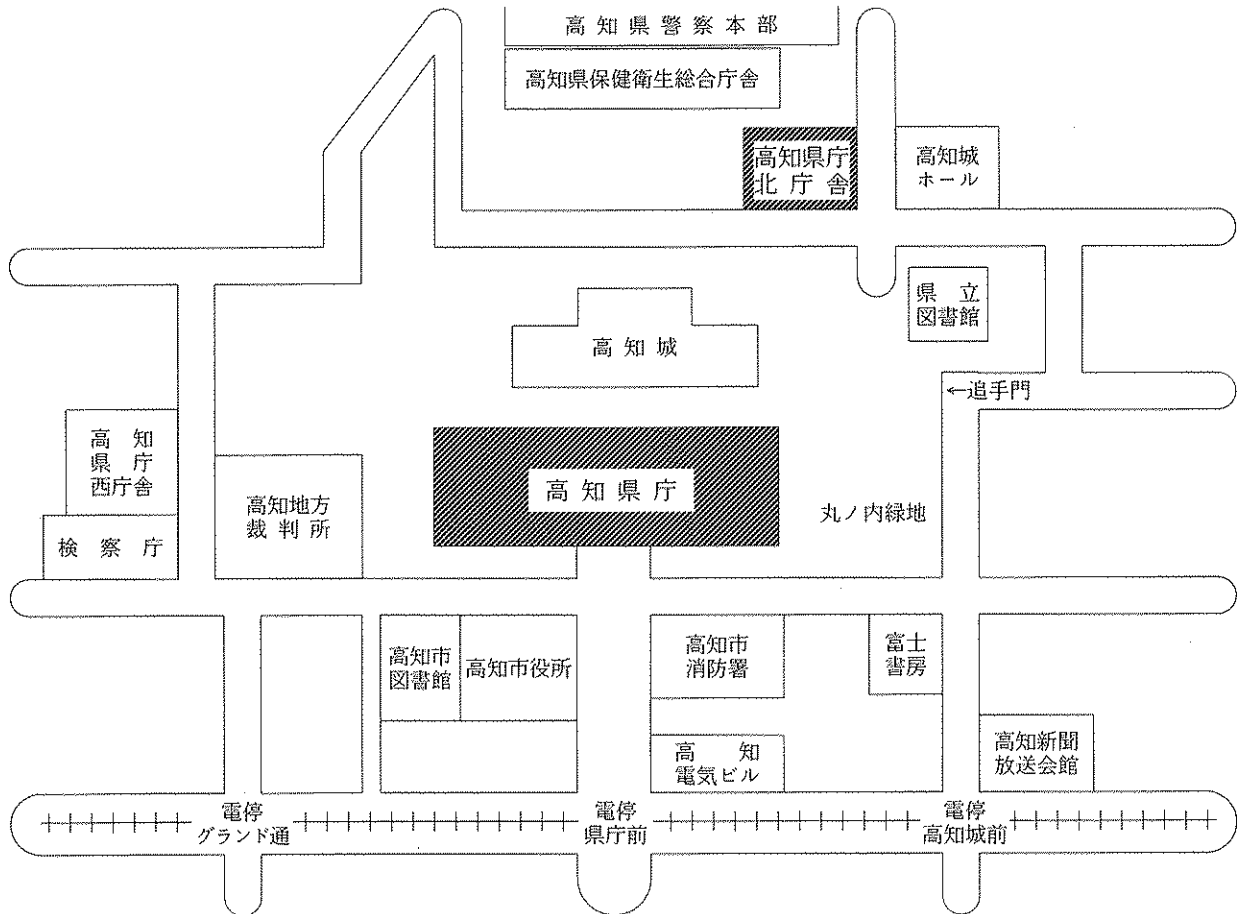 高知県警察本部
高知県保健衛生総合庁舎
高知県庁
北庁舎
高知城
ホール
県立
図書館
高知城
←追手門
高知
県庁
西庁舎
検察庁
高知地方
裁判所
高知県庁
丸ノ内緑地
高知市
図書館
高知市役所
高知市
消防署
富士
書房
高知
電気ビル
高知新聞
放送会館
電停
グランド通
電停
県庁前
電停
高知城前